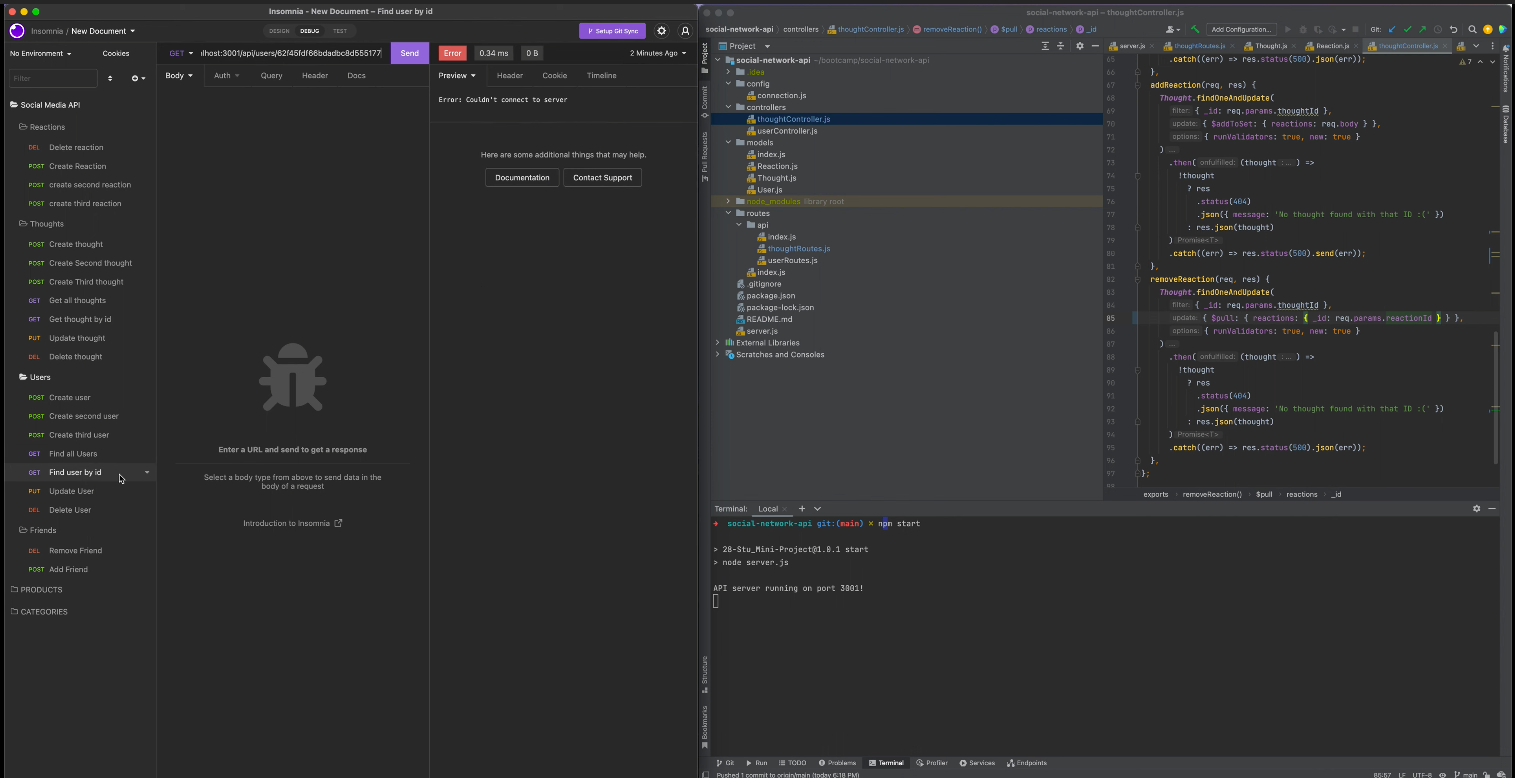 Insomnia - New Document – Find user by id
Insomnia / New Document
DESIGN DEBUG TEST
Setup Git Sync
No Environment
Cookies
Filter
Social Media API
Reactions
DEL Delete reaction
POST Create Reaction
POST create second reaction
POST create third reaction
Thoughts
POST Create thought
POST Create Second thought
POST Create Third thought
GET Get all thoughts
GET Get thought by id
PUT Update thought
DEL Delete thought
Users
POST Create user
POST Create second user
POST Create third user
GET Find all Users
GET Find user by id
PUT Update User
DEL Delete User
Friends
DEL Remove Friend
POST Add Friend
PRODUCTS
CATEGORIES
GET lhost:3001/api/users/62f45fdf66bdadbc8d555177 Send
Body Auth Query Header Docs
Enter a URL and send to get a response
Select a body type from above to send data in the
body of a request
Introduction to Insomnia
Error 0.34 ms 0 B 2 Minutes Ago
Preview Header Cookie Timeline
Error: Couldn't connect to server
Here are some additional things that may help.
Documentation Contact Support
social-network-api – thoughtController.js
social-network-api controllers thoughtController.js removeReaction() $pull reactions _id
Add Configuration...
Git:
Project
server.js thoughtRoutes.js Thought.js Reaction.js thoughtController.js
7
Project
Commit
Pull Requests
Structure
Bookmarks
Notifications
Database
social-network-api ~/bootcamp/social-network-api
.idea
config
connection.js
controllers
thoughtController.js
userController.js
models
index.js
Reaction.js
Thought.js
User.js
node_modules library root
routes
api
index.js
thoughtRoutes.js
userRoutes.js
index.js
.gitignore
package.json
package-lock.json
README.md
server.js
External Libraries
Scratches and Consoles
65 .catch((err) => res.status(500).json(err));
66 },
67 addReaction(req, res) {
68 Thought.findOneAndUpdate(
69 filter: { _id: req.params.thoughtId },
70 update: { $addToSet: { reactions: req.body } },
71 options: { runValidators: true, new: true }
72 ) ...
73 .then( onfulfilled: (thought :... ) =>
74 !thought
75 ? res
76 .status(404)
77 .json({ message: 'No thought found with that ID :(' })
78 : res.json(thought)
79 ) Promise<T>
80 .catch((err) => res.status(500).send(err));
81 },
82 removeReaction(req, res) {
83 Thought.findOneAndUpdate(
84 filter: { _id: req.params.thoughtId },
85 update: { $pull: { reactions: { _id: req.params.reactionId } } },
86 options: { runValidators: true, new: true }
87 ) ...
88 .then( onfulfilled: (thought :... ) =>
89 !thought
90 ? res
91 .status(404)
92 .json({ message: 'No thought found with that ID :(' })
93 : res.json(thought)
94 ) Promise<T>
95 .catch((err) => res.status(500).json(err));
96 },
97 };
98
exports removeReaction() $pull reactions _id
Terminal: Local
social-network-api git:(main) × npm start
> 28-Stu_Mini-Project@1.0.1 start
> node server.js
API server running on port 3001!
Git Run TODO Problems Terminal Profiler Services Endpoints
Pushed 1 commit to origin/main (today 6:18 PM)
85:57 LF UTF-8 main